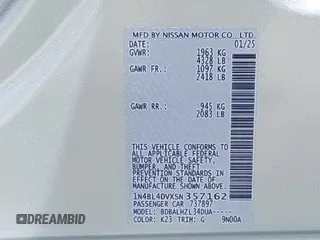 MFD BY NISSAN MOTOR CO., LTD.
DATE: 01/25
GVWR: 1963 KG
4328 LB
GAWR FR.: 1097 KG
2418 LB
GAWR RR.: 945 KG
2083 LB
THIS VEHICLE CONFORMS TO
ALL APPLICABLE FEDERAL
MOTOR VEHICLE SAFETY,
BUMPER, AND THEFT
PREVENTION STANDARDS
IN EFFECT ON THE DATE OF
MANUFACTURE SHOWN ABOVE.
1N4BL4DVXSN357162
PASSENGER CAR 737897
MODEL: BDBALHZL34DUA-----
COLOR: K23 TRIM: G 9N00A
DEALERSHIP